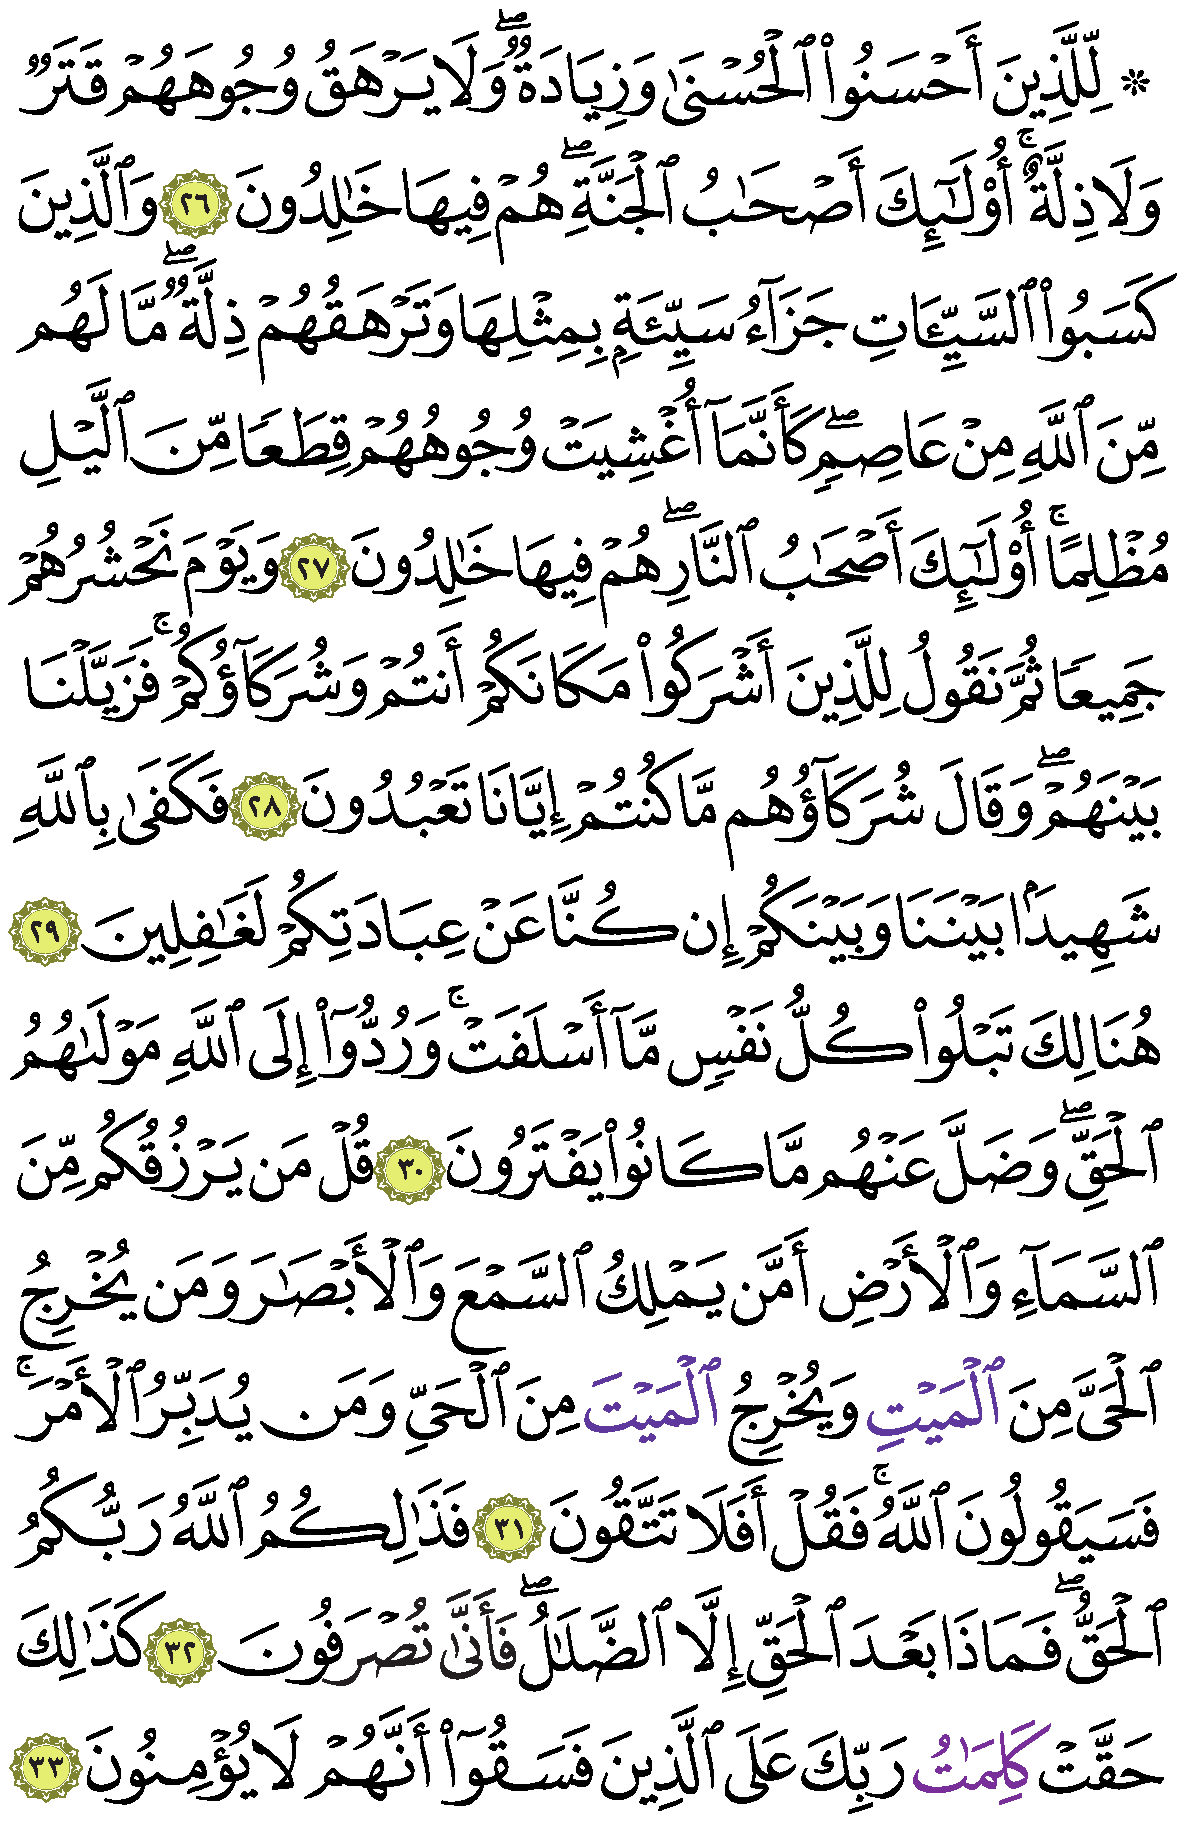 ۞ لِّلَّذِينَ أَحْسَنُوا۟ ٱلْحُسْنَىٰ وَزِيَادَةٌۖ وَلَا يَرْهَقُ وُجُوهَهُمْ قَتَرٌ
وَلَا ذِلَّةٌۚ أُو۟لَـٰٓئِكَ أَصْحَـٰبُ ٱلْجَنَّةِۖ هُمْ فِيهَا خَـٰلِدُونَ ٢٦ وَٱلَّذِينَ
كَسَبُوا۟ ٱلسَّيِّـَٔاتِ جَزَآءُ سَيِّئَةٍۭ بِمِثْلِهَا وَتَرْهَقُهُمْ ذِلَّةٌۖ مَّا لَهُم
مِّنَ ٱللَّهِ مِنْ عَاصِمٍۖ كَأَنَّمَآ أُغْشِيَتْ وُجُوهُهُمْ قِطَعًا مِّنَ ٱلَّيْلِ
مُظْلِمًاۚ أُو۟لَـٰٓئِكَ أَصْحَـٰبُ ٱلنَّارِۖ هُمْ فِيهَا خَـٰلِدُونَ ٢٧ وَيَوْمَ نَحْشُرُهُمْ
جَمِيعًا ثُمَّ نَقُولُ لِلَّذِينَ أَشْرَكُوا۟ مَكَانَكُمْ أَنتُمْ وَشُرَكَآؤُكُمْۚ فَزَيَّلْنَا
بَيْنَهُمْۖ وَقَالَ شُرَكَآؤُهُم مَّا كُنتُمْ إِيَّانَا تَعْبُدُونَ ٢٨ فَكَفَىٰ بِٱللَّهِ
شَهِيدًۢا بَيْنَنَا وَبَيْنَكُمْ إِن كُنَّا عَنْ عِبَادَتِكُمْ لَغَـٰفِلِينَ ٢٩
هُنَالِكَ تَبْلُوا۟ كُلُّ نَفْسٍ مَّآ أَسْلَفَتْۚ وَرُدُّوٓا۟ إِلَى ٱللَّهِ مَوْلَىٰهُمُ
ٱلْحَقِّۖ وَضَلَّ عَنْهُم مَّا كَانُوا۟ يَفْتَرُونَ ٣٠ قُلْ مَن يَرْزُقُكُم مِّنَ
ٱلسَّمَآءِ وَٱلْأَرْضِ أَمَّن يَمْلِكُ ٱلسَّمْعَ وَٱلْأَبْصَـٰرَ وَمَن يُخْرِجُ
ٱلْحَىَّ مِنَ ٱلْمَيْتِ وَيُخْرِجُ ٱلْمَيْتَ مِنَ ٱلْحَىِّ وَمَن يُدَبِّرُ ٱلْأَمْرَۚ
فَسَيَقُولُونَ ٱللَّهُۚ فَقُلْ أَفَلَا تَتَّقُونَ ٣١ فَذَٰلِكُمُ ٱللَّهُ رَبُّكُمُ
ٱلْحَقُّۖ فَمَاذَا بَعْدَ ٱلْحَقِّ إِلَّا ٱلضَّلَـٰلُۖ فَأَنَّىٰ تُصْرَفُونَ ٣٢ كَذَٰلِكَ
حَقَّتْ كَلِمَـٰتُ رَبِّكَ عَلَى ٱلَّذِينَ فَسَقُوٓا۟ أَنَّهُمْ لَا يُؤْمِنُونَ ٣٣